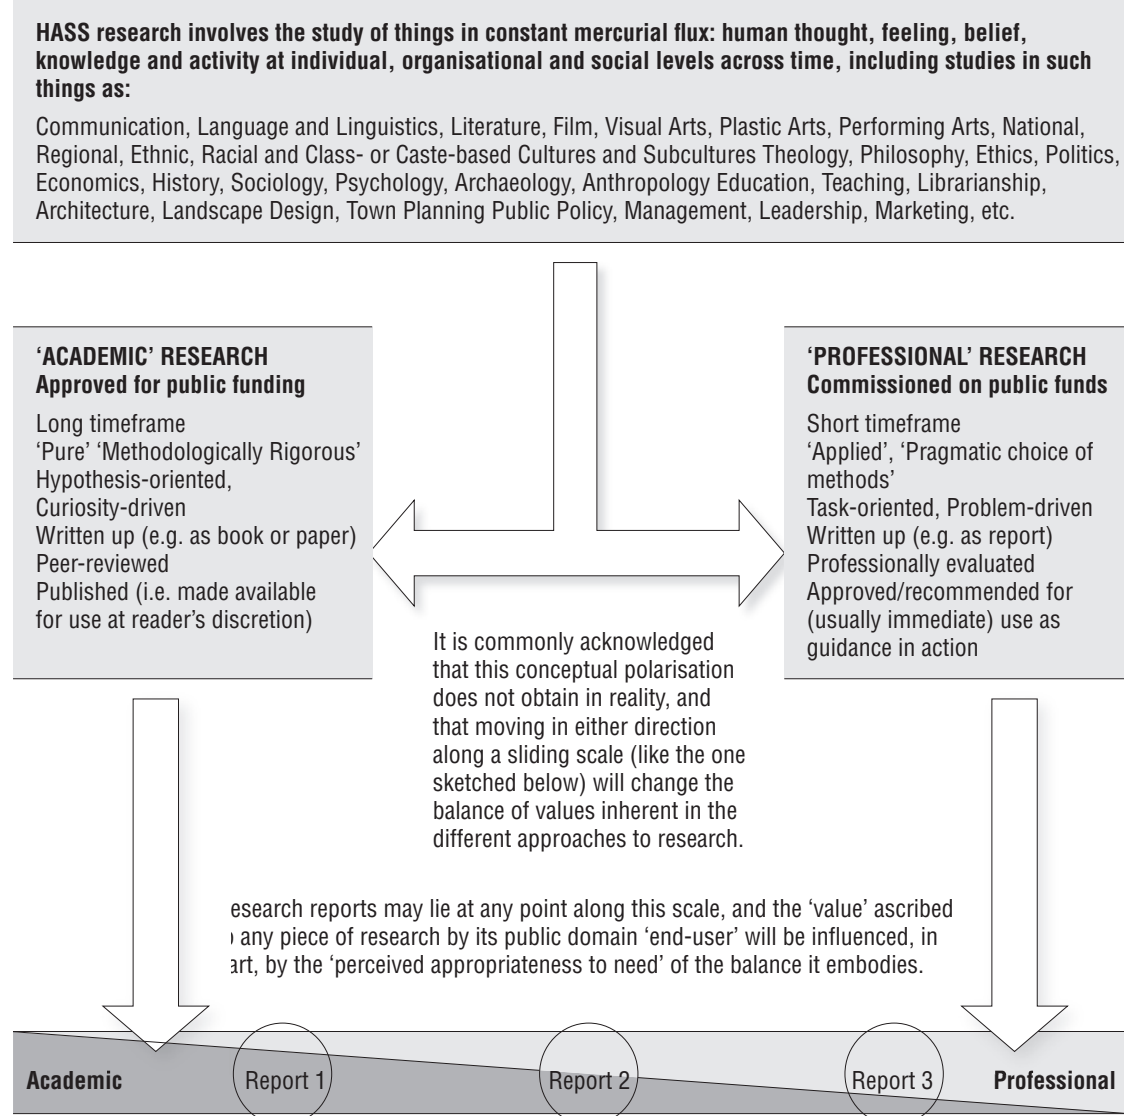 HASS research involves the study of things in constant mercurial flux: human thought, feeling, belief,
knowledge and activity at individual, organisational and social levels across time, including studies in such
things as:
Communication, Language and Linguistics, Literature, Film, Visual Arts, Plastic Arts, Performing Arts, National,
Regional, Ethnic, Racial and Class- or Caste-based Cultures and Subcultures Theology, Philosophy, Ethics, Politics,
Economics, History, Sociology, Psychology, Archaeology, Anthropology Education, Teaching, Librarianship,
Architecture, Landscape Design, Town Planning Public Policy, Management, Leadership, Marketing, etc.
‘ACADEMIC’ RESEARCH
Approved for public funding
Long timeframe
‘Pure’ ‘Methodologically Rigorous’
Hypothesis-oriented,
Curiosity-driven
Written up (e.g. as book or paper)
Peer-reviewed
Published (i.e. made available
for use at reader’s discretion)
‘PROFESSIONAL’ RESEARCH
Commissioned on public funds
Short timeframe
‘Applied’, ‘Pragmatic choice of
methods’
Task-oriented, Problem-driven
Written up (e.g. as report)
Professionally evaluated
Approved/recommended for
(usually immediate) use as
guidance in action
It is commonly acknowledged
that this conceptual polarisation
does not obtain in reality, and
that moving in either direction
along a sliding scale (like the one
sketched below) will change the
balance of values inherent in the
different approaches to research.
esearch reports may lie at any point along this scale, and the ‘value’ ascribed
any piece of research by its public domain ‘end-user’ will be influenced, in
art, by the ‘perceived appropriateness to need’ of the balance it embodies.
Academic
Report 1
Report 2
Report 3
Professional